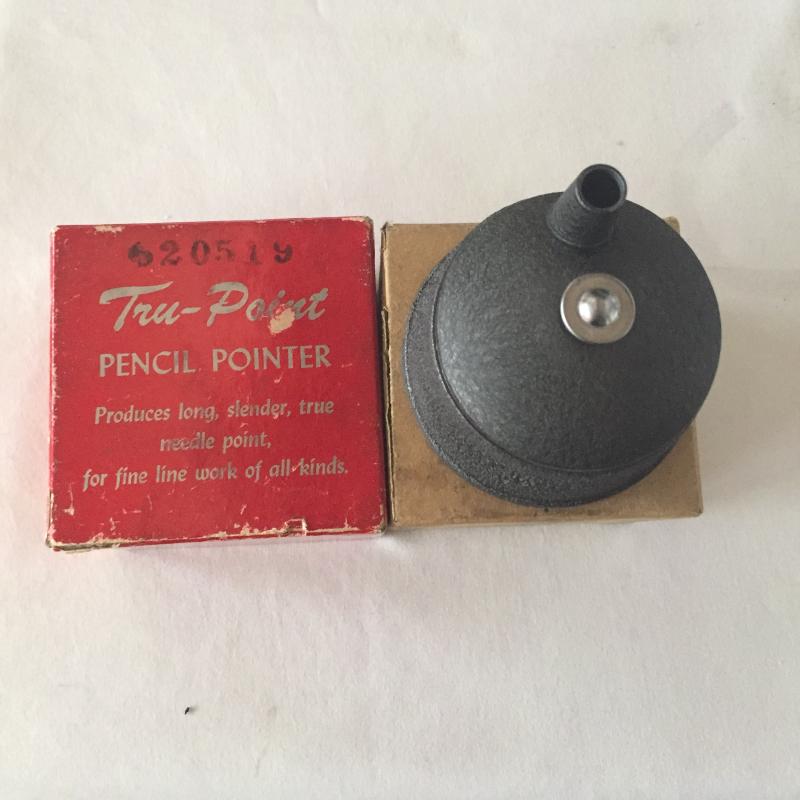 620519
Tru-Point
PENCIL POINTER
Produces long, slender, true
needle point,
for fine line work of all kinds.